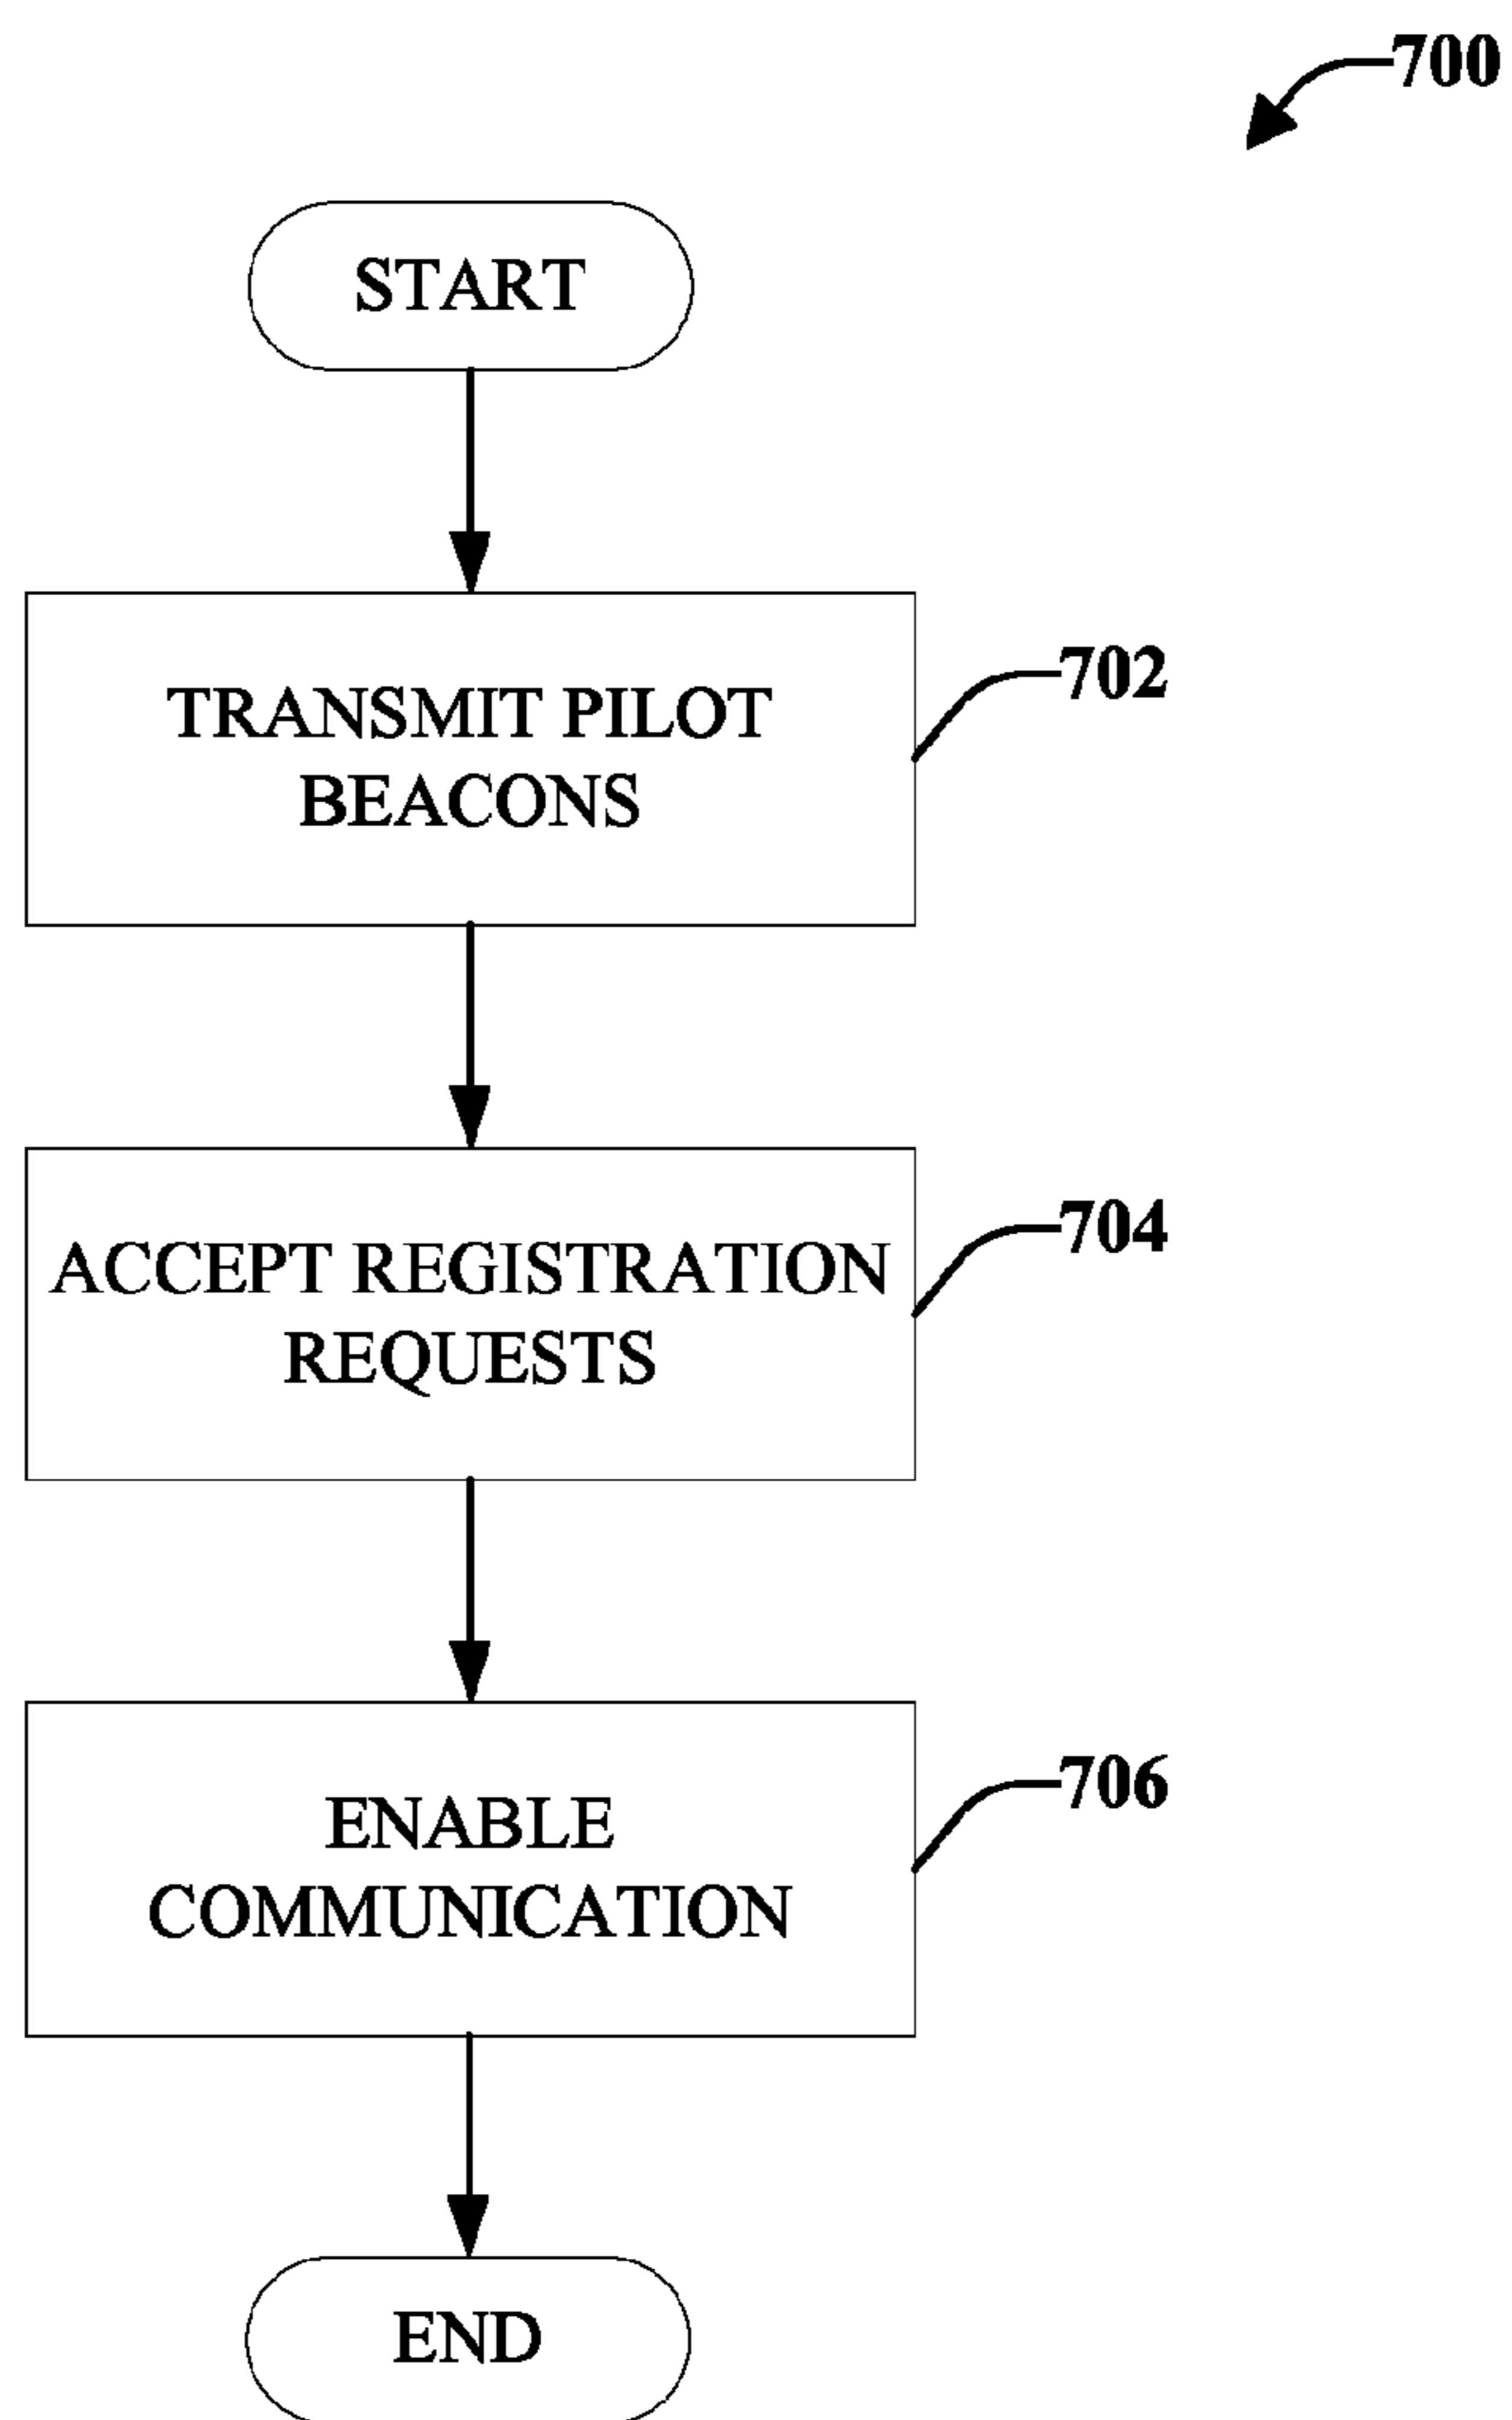 700
START
TRANSMIT PILOT
BEACONS
702
ACCEPT REGISTRATION
REQUESTS
704
ENABLE
COMMUNICATION
706
END